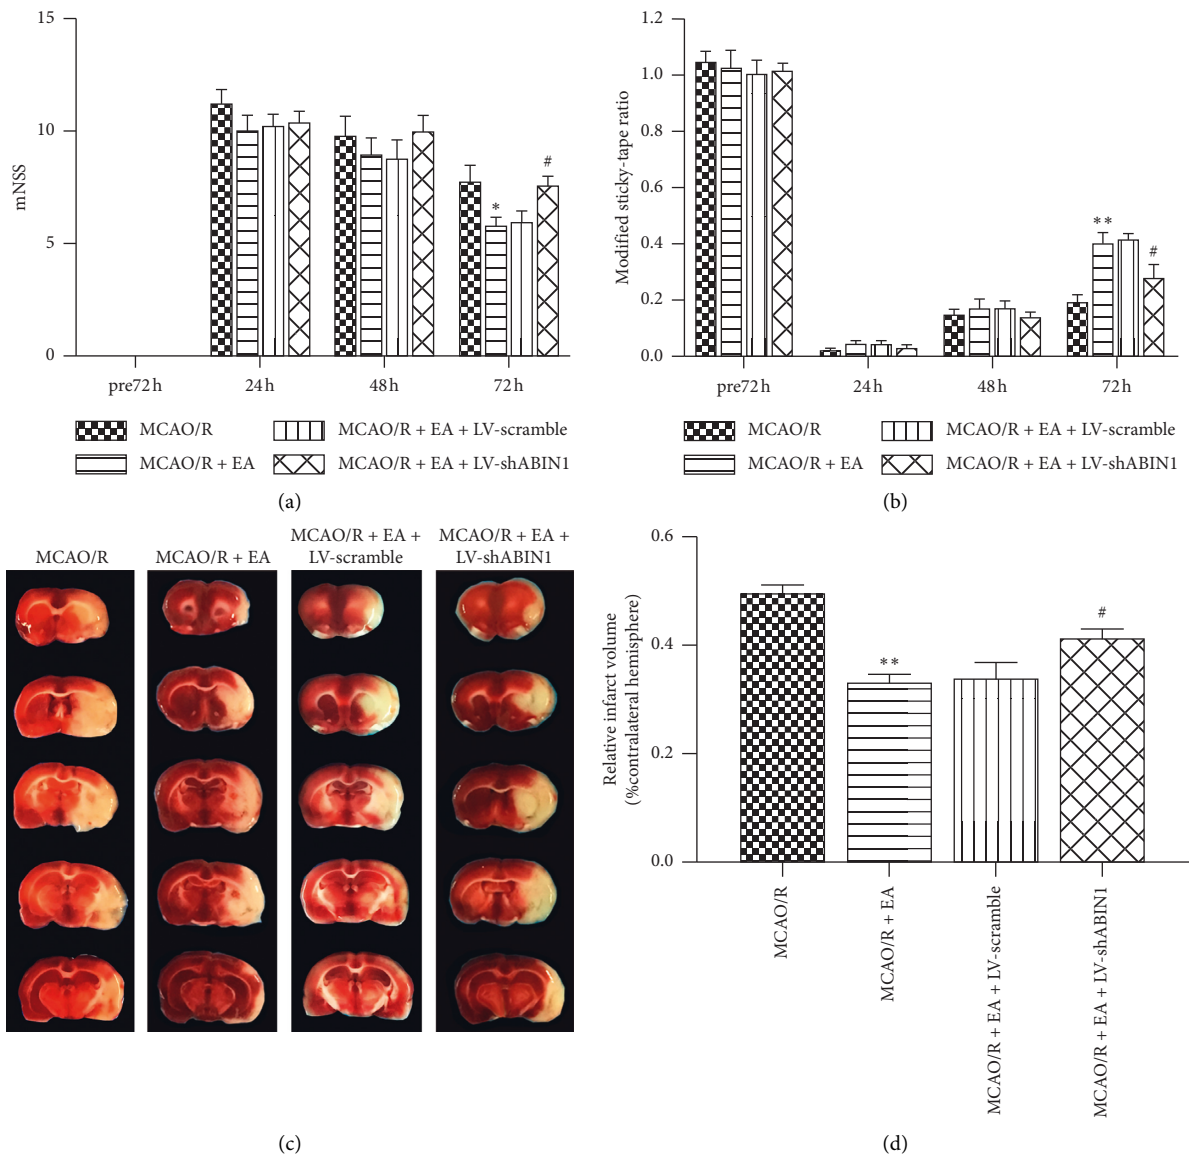 15
10
5
0
mNSS
*
#
pre72 h
24 h
48 h
72 h
MCAO/R
MCAO/R + EA + LV-scramble
MCAO/R + EA
MCAO/R + EA + LV-shABIN1
(a)
1.2
1.0
0.8
0.6
0.4
0.2
0.0
Modified sticky-tape ratio
**
#
pre72 h
24 h
48 h
72 h
MCAO/R
MCAO/R + EA + LV-scramble
MCAO/R + EA
MCAO/R + EA + LV-shABIN1
(b)
MCAO/R
MCAO/R + EA
MCAO/R + EA +
LV-scramble
MCAO/R + EA +
LV-shABIN1
(c)
0.6
0.4
0.2
0.0
Relative infarct volume
(%contralateral hemisphere)
**
#
MCAO/R
MCAO/R + EA
MCAO/R + EA + LV-scramble
MCAO/R + EA + LV-shABIN1
(d)